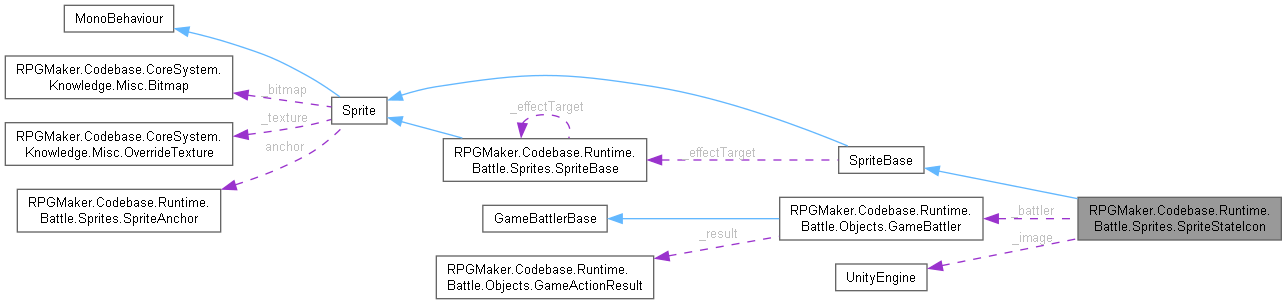 MonoBehaviour
RPGMaker.Codebase.CoreSystem.
Knowledge.Misc.Bitmap
_bitmap
Sprite
_texture
RPGMaker.Codebase.CoreSystem.
Knowledge.Misc.OverrideTexture
anchor
RPGMaker.Codebase.Runtime.
Battle.Sprites.SpriteAnchor
_effectTarget
RPGMaker.Codebase.Runtime.
Battle.Sprites.SpriteBase
_effectTarget
SpriteBase
GameBattlerBase
RPGMaker.Codebase.Runtime.
Battle.Objects.GameBattler
_battler
RPGMaker.Codebase.Runtime.
Battle.Sprites.SpriteStateIcon
_result
_image
RPGMaker.Codebase.Runtime.
Battle.Objects.GameActionResult
UnityEngine